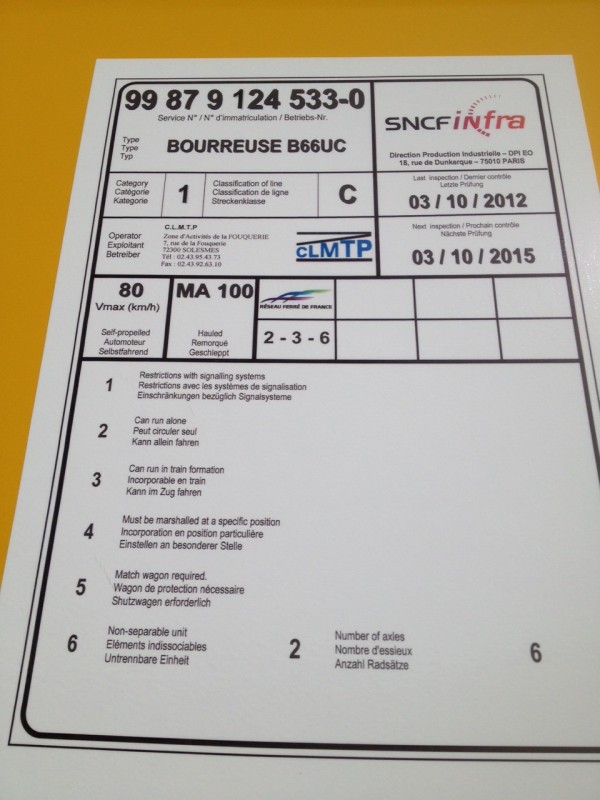 99 87 9 124 533-0
Service N° / N° d'immatriculation / Betriebs-Nr.
SNCF infra
Direction Production Industrielle – DPI EO
18, rue de Dunkerque – 75010 PARIS
Type
Type
Typ
BOURREUSE B66UC
Category
Catégorie
Kategorie
1
Classification of line
Classification de ligne
Streckenklasse
C
Last inspection / Dernier contrôle
Letzte Prüfung
03 / 10 / 2012
Operator
Exploitant
Betreiber
C.L.M.T.P
Zone d'Activités de la FOUQUERIE
7, rue de la Fouquerie
72300 SOLESMES
Tél : 02.43.95.43.73
Fax : 02.43.92.63.10
CLMTP
Next inspection / Prochain contrôle
Nächste Prüfung
03 / 10 / 2015
80
Vmax (km/h)
Self-propelled
Automoteur
Selbstfahrend
MA 100
Hauled
Remorqué
Geschleppt
RÉSEAU FERRÉ DE FRANCE
2 - 3 - 6
1
Restrictions with signalling systems
Restrictions avec les systèmes de signalisation
Einschränkungen bezüglich Signalsysteme
2
Can run alone
Peut circuler seul
Kann allein fahren
3
Can run in train formation
Incorporable en train
Kann im Zug fahren
4
Must be marshalled at a specific position
Incorporation en position particulière
Einstellen an besonderer Stelle
5
Match wagon required.
Wagon de protection nécessaire
Shutzwagen erforderlich
6
Non-separable unit
Eléments indissociables
Untrennbare Einheit
2
Number of axles
Nombre d'essieux
Anzahl Radsätze
6